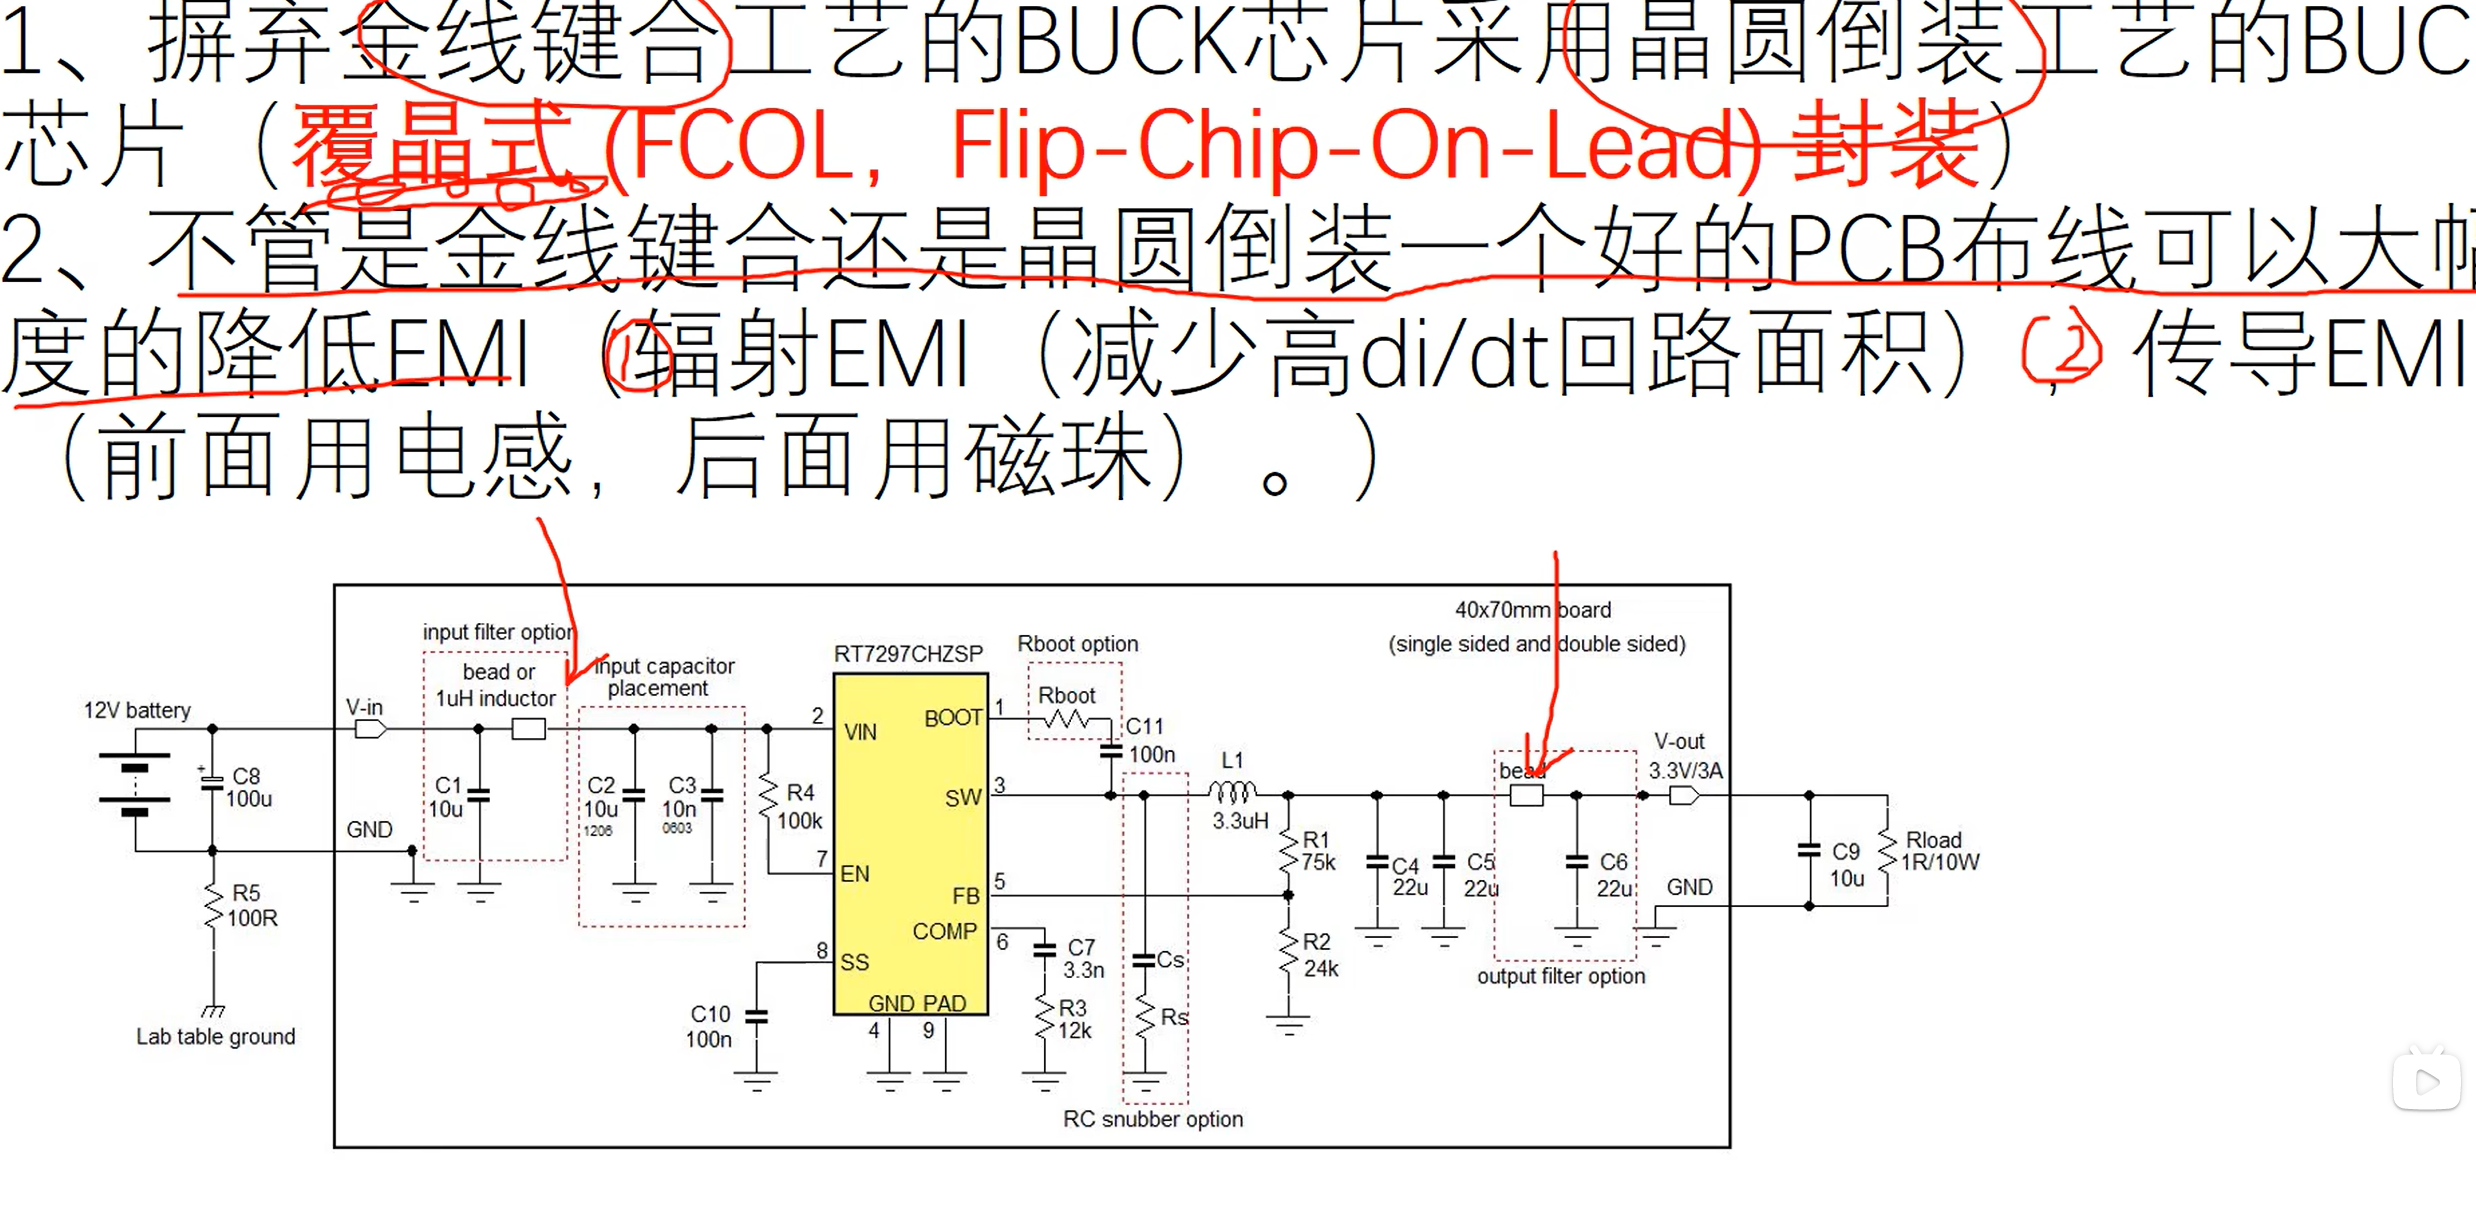 1、摒弃金线键合工艺的BUCK芯片采用晶圆倒装工艺的BUC
芯片（覆晶式 (FCOL，Flip-Chip-On-Lead) 封装）
2、不管是金线键合还是晶圆倒装一个好的PCB布线可以大幅
度的降低EMI（辐射EMI（减少高di/dt回路面积），传导EMI
（前面用电感，后面用磁珠）。）
1
2
40x70mm board
(single sided and double sided)
input filter option
bead or
1uH inductor
input capacitor
placement
RT7297CHZSP
Rboot option
Rboot
12V battery
V-in
2
VIN
BOOT
1
C11
100n
L1
3.3uH
bead
V-out
3.3V/3A
+
C8
100u
C1
10u
C2
10u
1206
C3
10n
0603
R4
100k
SW
3
GND
7
EN
FB
5
R1
75k
C4
22u
C5
22u
C6
22u
GND
C9
10u
Rload
1R/10W
R5
100R
COMP
6
C7
3.3n
Cs
R2
24k
output filter option
8
SS
C10
100n
GND PAD
4
9
R3
12k
Rs
Lab table ground
RC snubber option